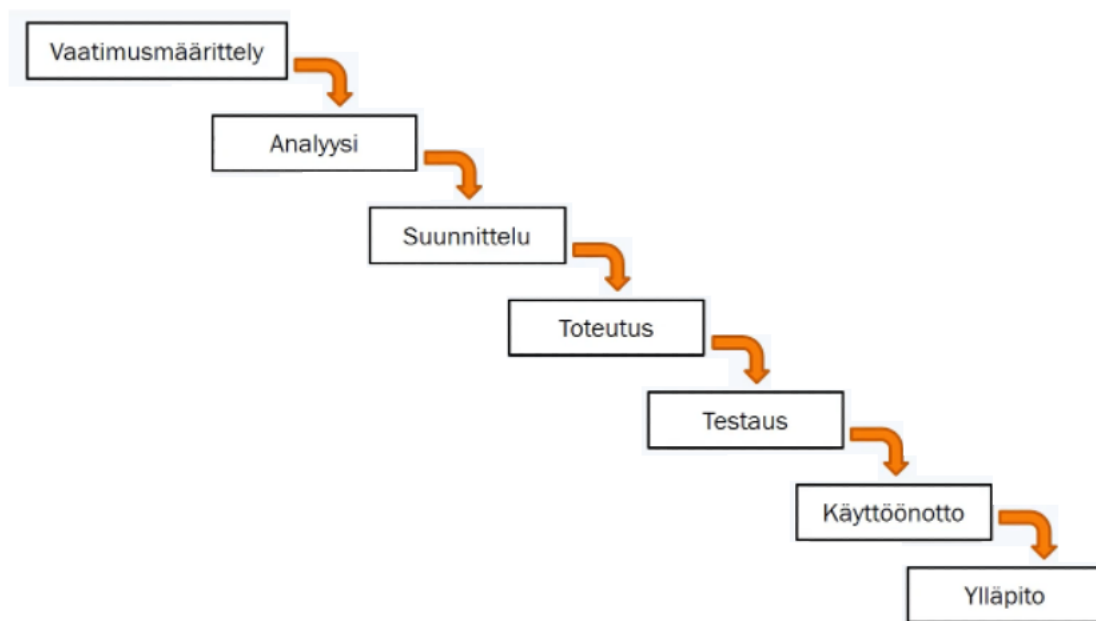 Vaatimusmäärittely
Analyysi
Suunnittelu
Toteutus
Testaus
Käyttöönotto
Ylläpito